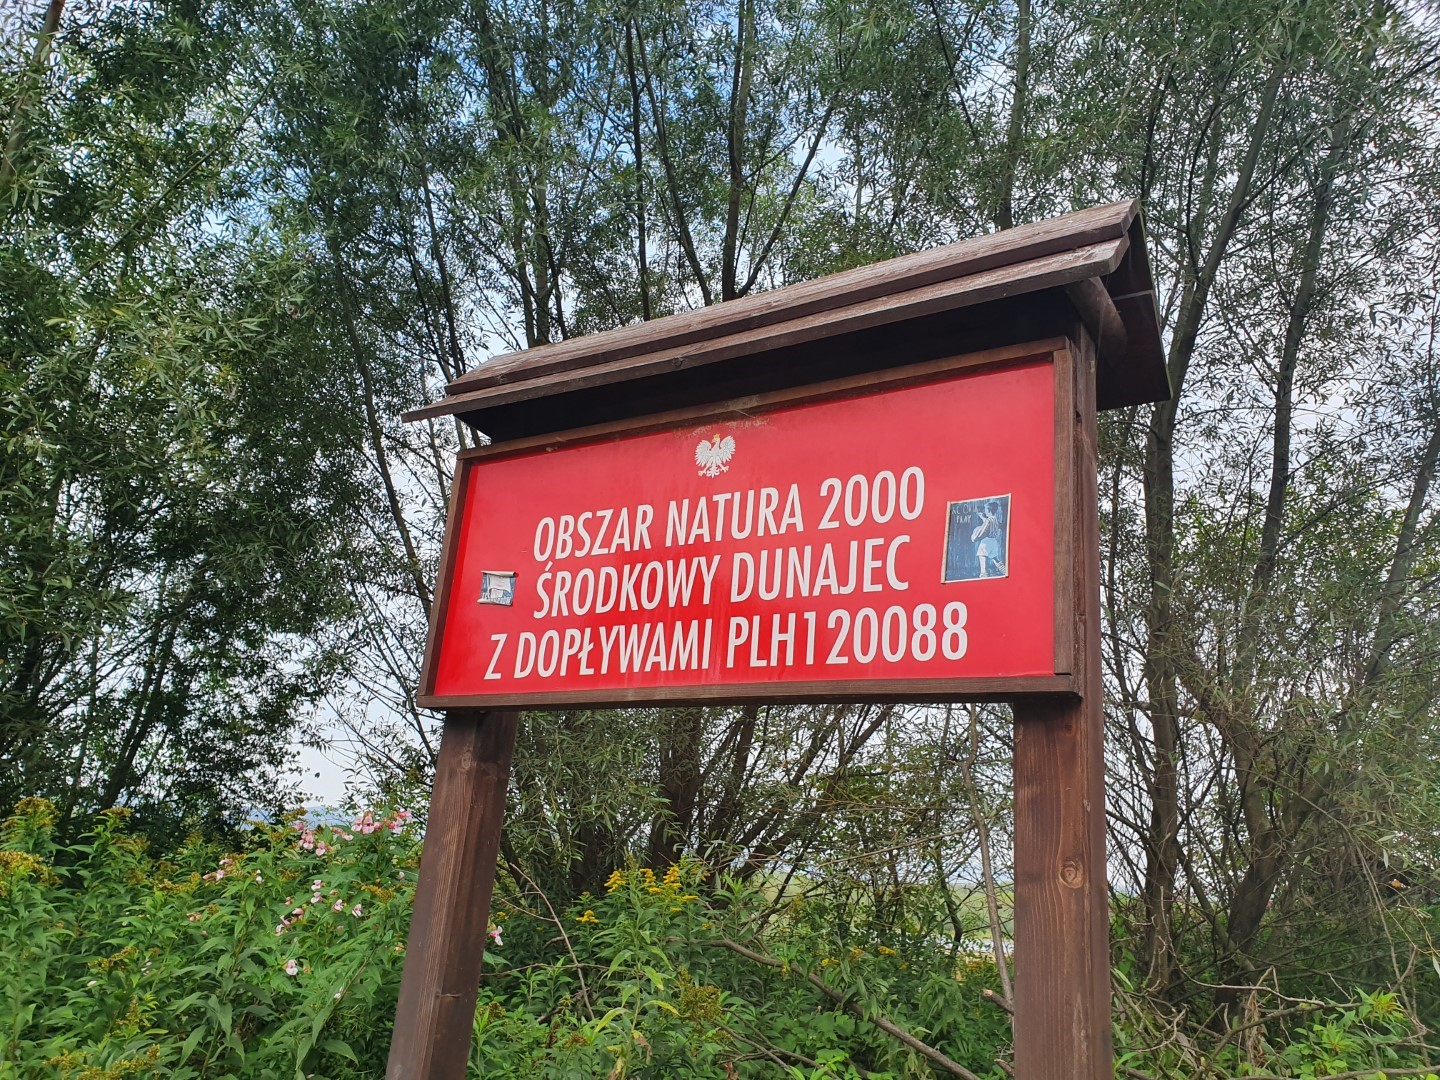 OBSZAR NATURA 2000
ŚRODKOWY DUNAJEC
Z DOPŁYWAMI PLH120088